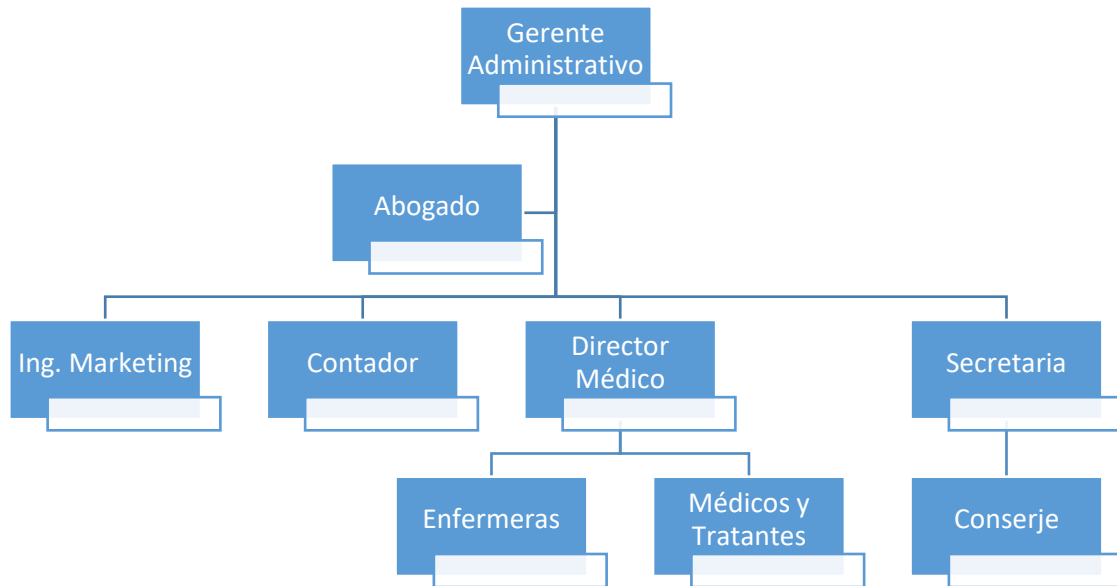 Gerente
Administrativo
Abogado
Ing. Marketing
Contador
Director
Médico
Secretaria
Enfermeras
Médicos y
Tratantes
Conserje